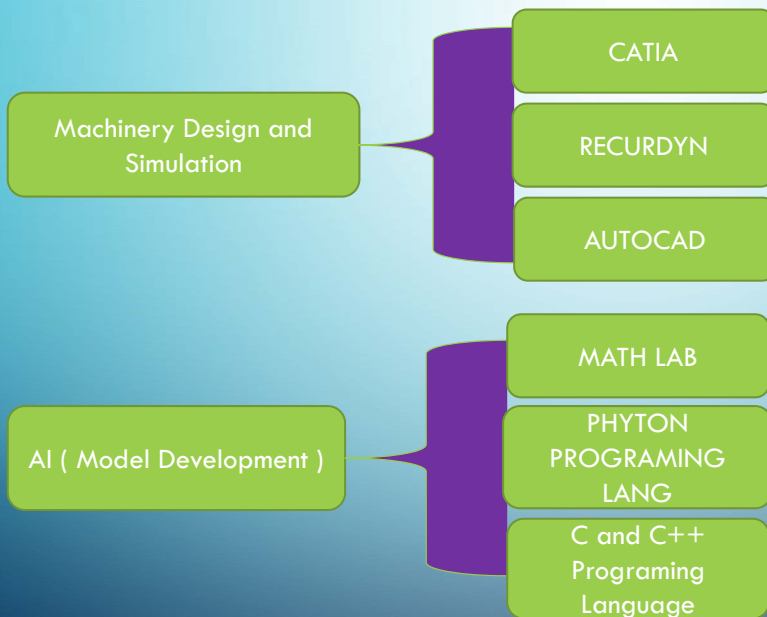 Machinery Design and
Simulation
CATIA
RECURDYN
AUTOCAD
AI ( Model Development )
MATH LAB
PHYTON
PROGRAMING
LANG
C and C++
Programing
Language